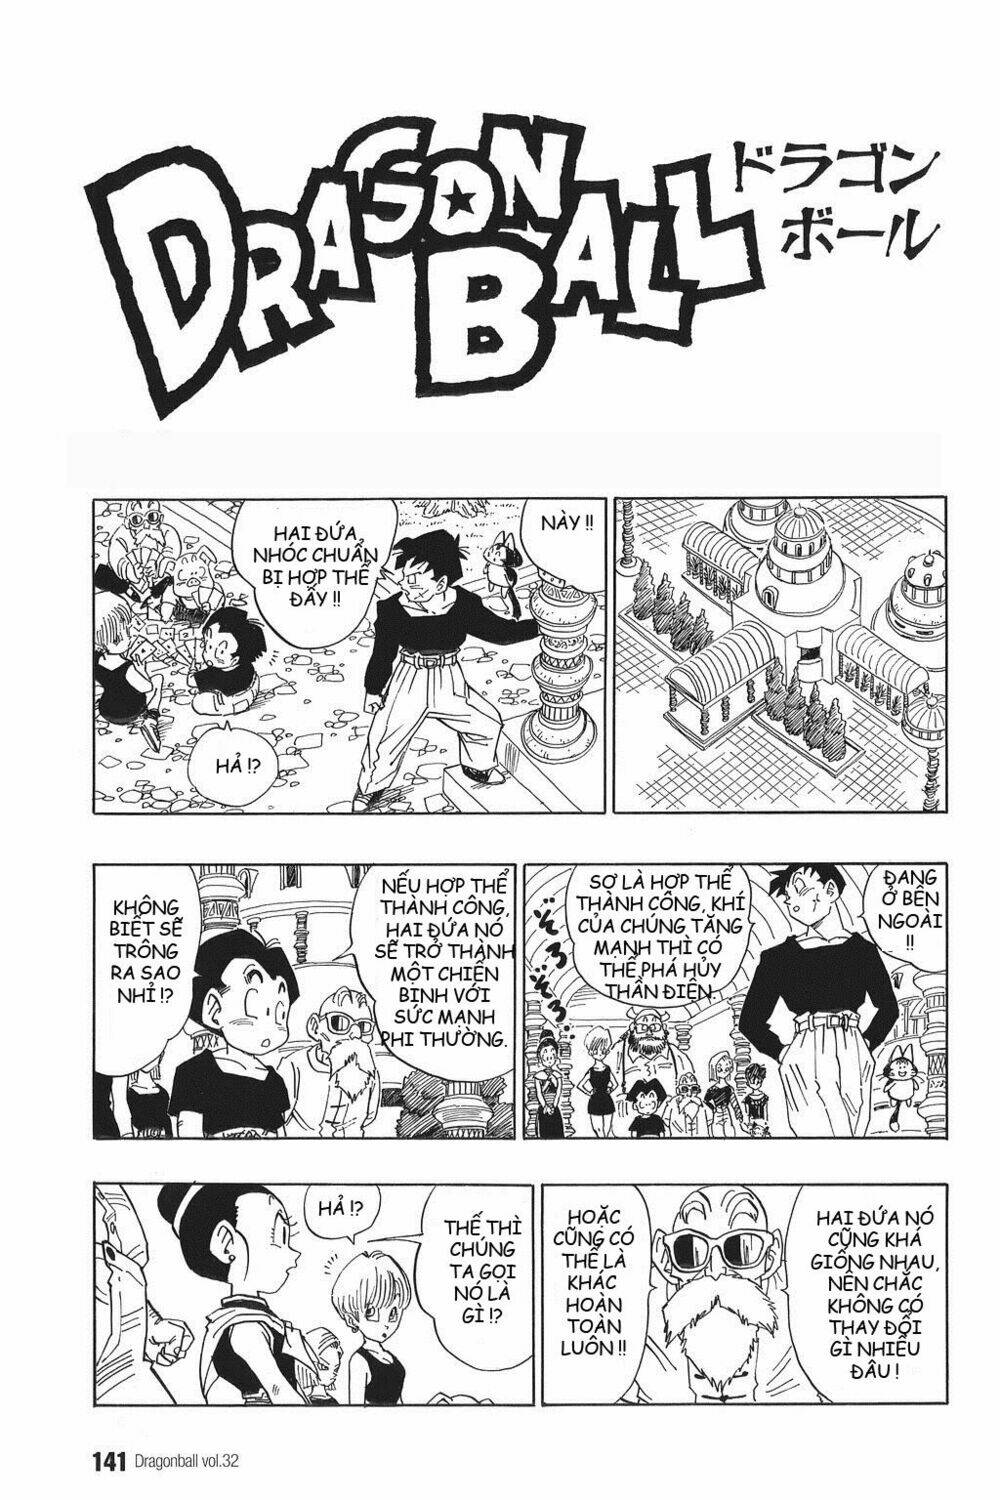 DRAGON
BALL
ドラゴン
ボール
NÀY !!
HAI ĐỨA
NHÓC CHUẨN
BỊ HỢP THỂ
ĐẤY !!
HẢ !?
ĐANG
Ở BÊN
NGOÀI
!!
SỢ LÀ HỢP THỂ
THÀNH CÔNG, KHÍ
CỦA CHÚNG TĂNG
MẠNH THÌ CÓ
THỂ PHÁ HỦY
THẦN ĐIỆN.
NẾU HỢP THỂ
THÀNH CÔNG,
HAI ĐỨA NÓ
SẼ TRỞ THÀNH
MỘT CHIẾN
BINH VỚI
SỨC MẠNH
PHI THƯỜNG.
KHÔNG
BIẾT SẼ
TRÔNG
RA SAO
NHỈ !?
HAI ĐỨA NÓ
CŨNG KHÁ
GIỐNG NHAU,
NÊN CHẮC
KHÔNG CÓ
THAY ĐỔI
GÌ NHIỀU
ĐÂU !
HOẶC
CŨNG CÓ
THỂ LÀ
KHÁC
HOÀN
TOÀN
LUÔN !!
THẾ THÌ
CHÚNG
TA GỌI
NÓ LÀ
GÌ !?
HẢ !?
141 Dragonball vol.32